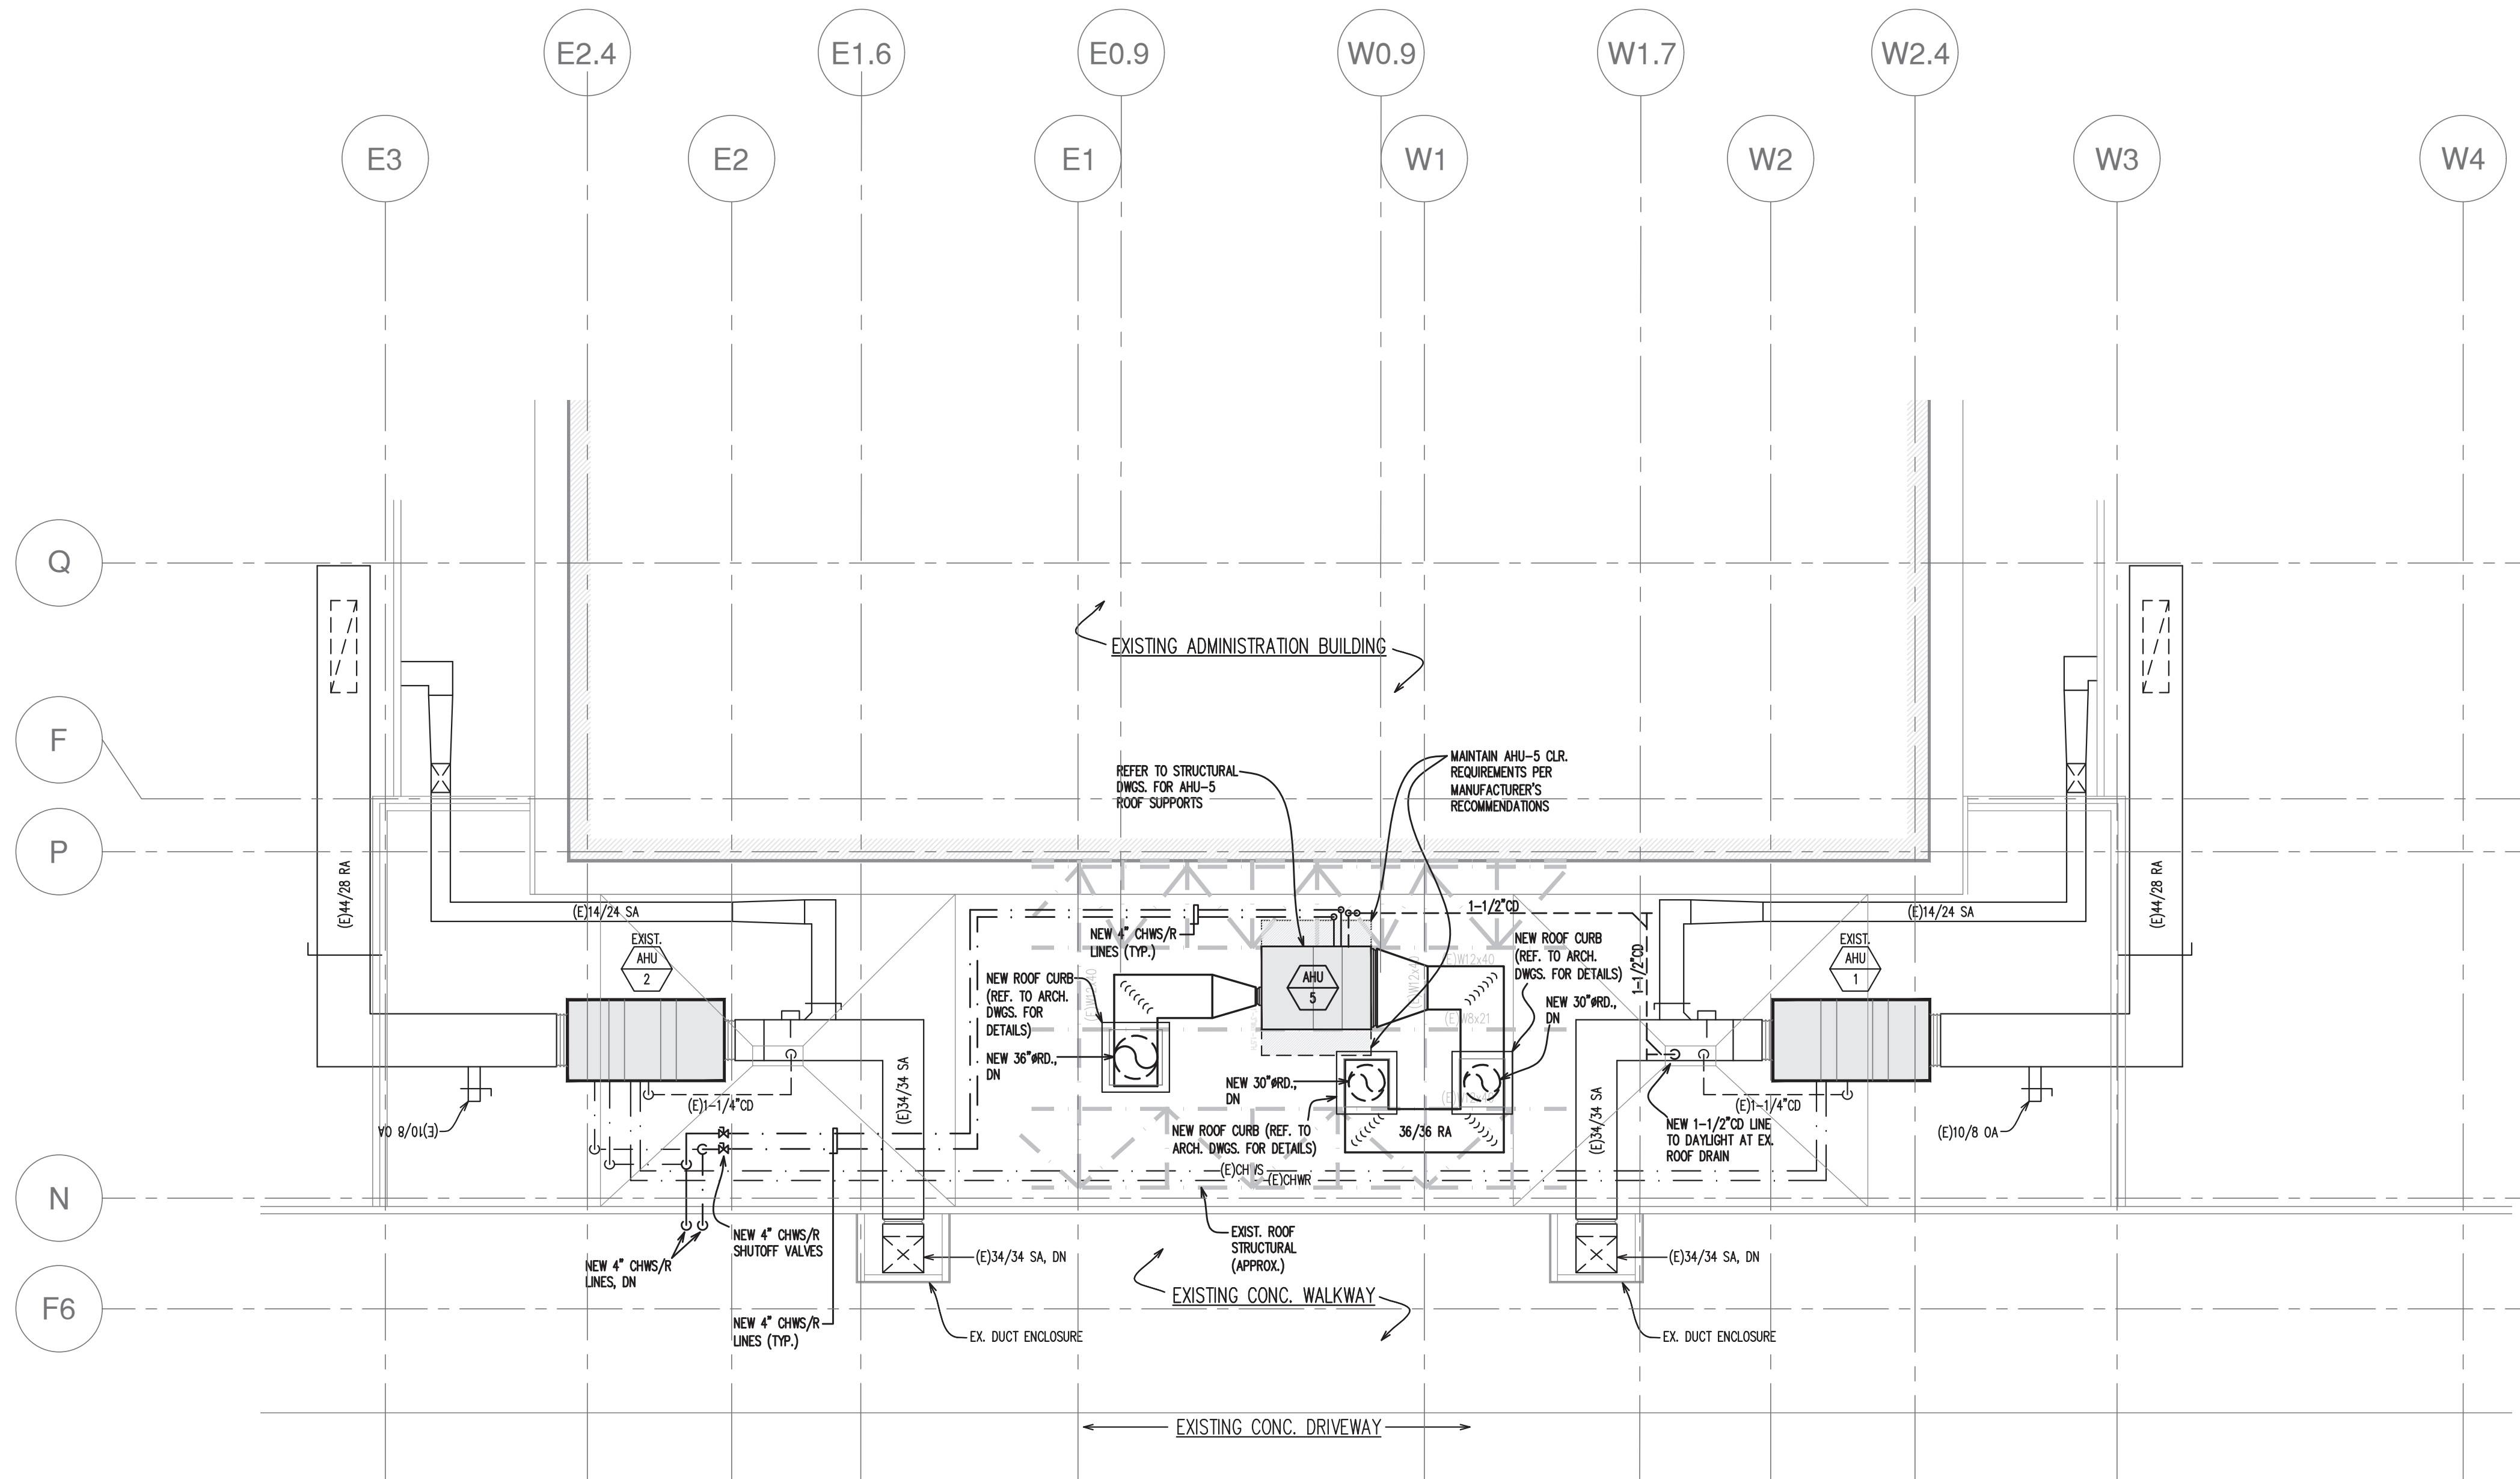 E2.4
E1.6
E0.9
W0.9
W1.7
W2.4
E3
E2
E1
W1
W2
W3
W4
Q
F
P
N
F6
EXISTING ADMINISTRATION BUILDING
REFER TO STRUCTURAL
DWGS. FOR AHU-5
ROOF SUPPORTS
MAINTAIN AHU-5 CLR.
REQUIREMENTS PER
MANUFACTURER'S
RECOMMENDATIONS
(E)44/28 RA
(E)14/24 SA
EXIST.
AHU
2
(E)1-1/4"CD
(E)10/8 OA
(E)34/34 SA
NEW 4" CHWS/R
LINES (TYP.)
NEW ROOF CURB
(REF. TO ARCH.
DWGS. FOR
DETAILS)
NEW 36"ØRD.,
DN
(E)W12x40
AHU
5
1-1/2"CD
1-1/2"CD
NEW ROOF CURB
(REF. TO ARCH.
DWGS. FOR DETAILS)
NEW 30"ØRD.,
DN
(E)W12x40
(E)W12x40
(E)W8x21
NEW 30"ØRD.,
DN
NEW ROOF CURB (REF. TO
ARCH. DWGS. FOR DETAILS)
36/36 RA
(E)CHWS
(E)CHWR
(E)14/24 SA
(E)44/28 RA
EXIST.
AHU
1
(E)1-1/4"CD
(E)34/34 SA
NEW 1-1/2"CD LINE
TO DAYLIGHT AT EX.
ROOF DRAIN
(E)10/8 OA
NEW 4" CHWS/R
SHUTOFF VALVES
NEW 4" CHWS/R
LINES, DN
NEW 4" CHWS/R
LINES (TYP.)
(E)34/34 SA, DN
EX. DUCT ENCLOSURE
EXIST. ROOF
STRUCTURAL
(APPROX.)
EXISTING CONC. WALKWAY
(E)34/34 SA, DN
EX. DUCT ENCLOSURE
EXISTING CONC. DRIVEWAY